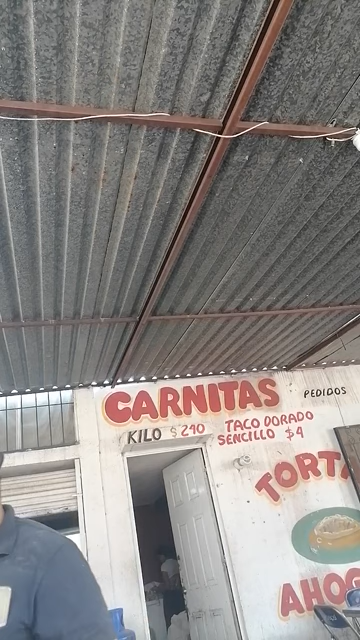 CARNITAS
PEDIDOS
KILO $240
TACO DORADO
SENCILLO $4
TORTA
AHOG